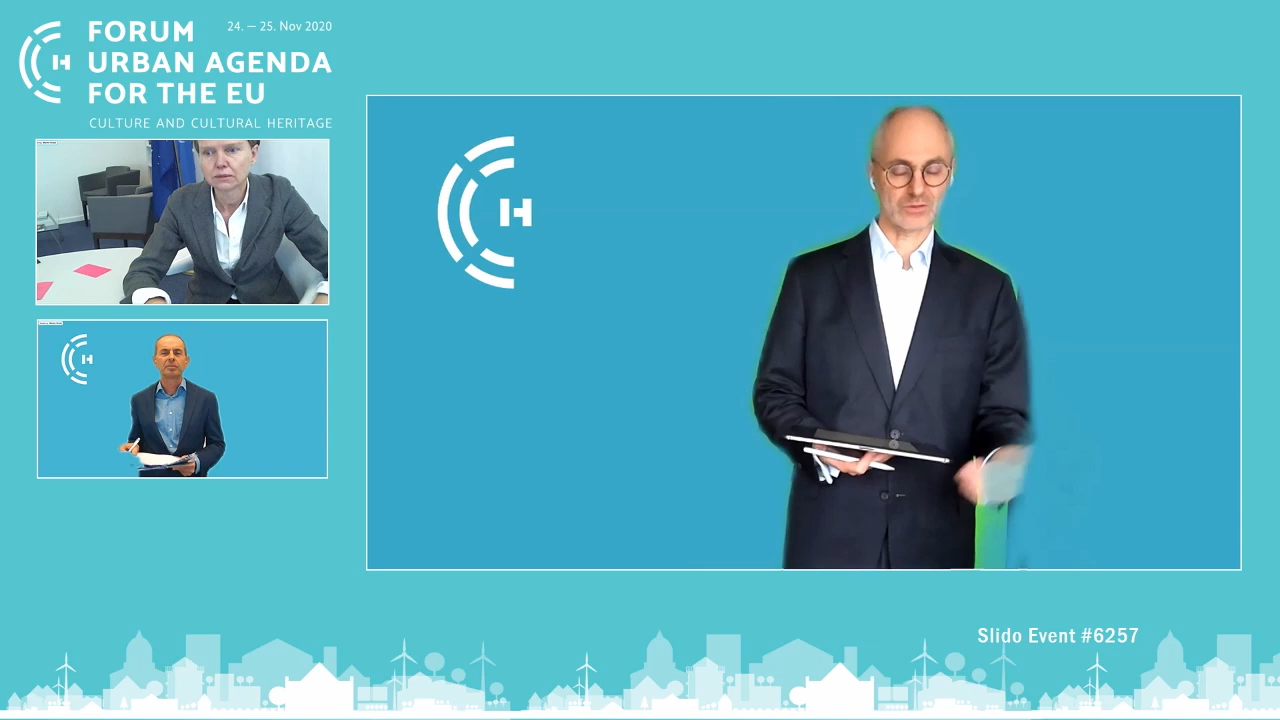 FORUM
24. — 25. Nov 2020
URBAN AGENDA
FOR THE EU
CULTURE AND CULTURAL HERITAGE
H
H
H
Slido Event #6257